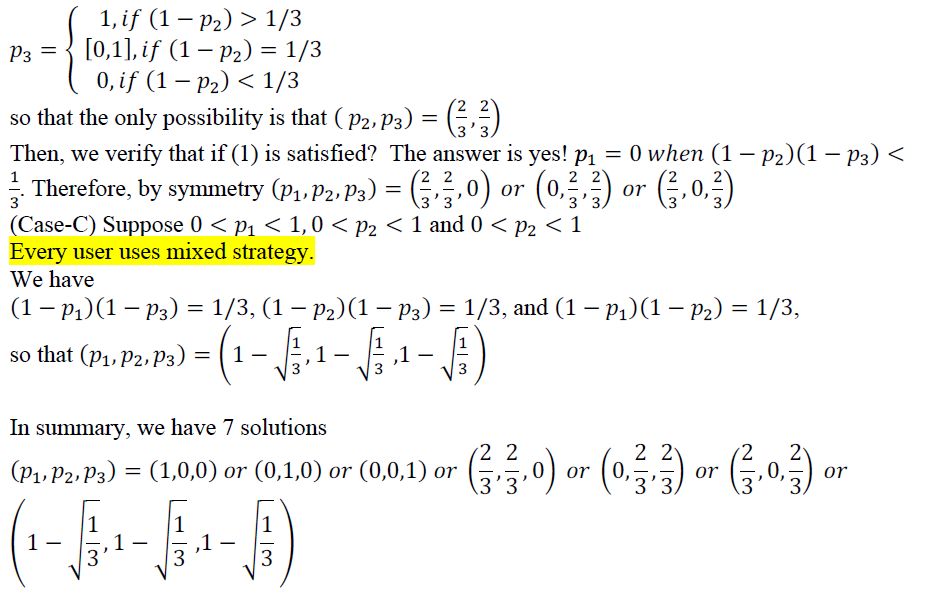 p₃ = { 1, if (1 − p₂) > 1/3
[0,1], if (1 − p₂) = 1/3
0, if (1 − p₂) < 1/3
so that the only possibility is that ( p₂, p₃) = (2/3, 2/3)
Then, we verify that if (1) is satisfied? The answer is yes! p₁ = 0 when (1 − p₂)(1 − p₃) <
1/3. Therefore, by symmetry (p₁, p₂, p₃) = (2/3, 2/3, 0) or (0, 2/3, 2/3) or (2/3, 0, 2/3)
(Case-C) Suppose 0 < p₁ < 1, 0 < p₂ < 1 and 0 < p₂ < 1
Every user uses mixed strategy.
We have
(1 − p₁)(1 − p₃) = 1/3, (1 − p₂)(1 − p₃) = 1/3, and (1 − p₁)(1 − p₂) = 1/3,
so that (p₁, p₂, p₃) = (1 − √(1/3), 1 − √(1/3) ,1 − √(1/3))
In summary, we have 7 solutions
(p₁, p₂, p₃) = (1,0,0) or (0,1,0) or (0,0,1) or (2/3, 2/3, 0) or (0, 2/3, 2/3) or (2/3, 0, 2/3) or
(1 − √(1/3), 1 − √(1/3) ,1 − √(1/3))